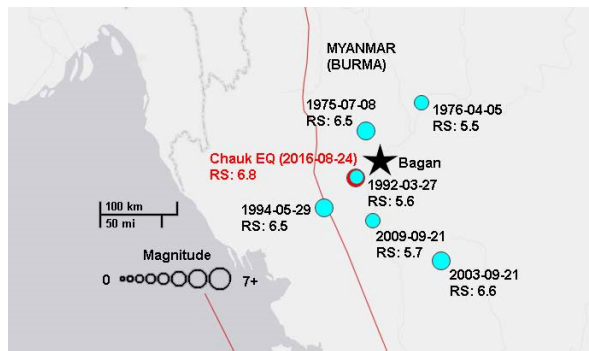 MYANMAR
(BURMA)
1975-07-08
RS: 6.5
1976-04-05
RS: 5.5
Chauk EQ (2016-08-24)
RS: 6.8
Bagan
1992-03-27
RS: 5.6
1994-05-29
RS: 6.5
100 km
50 mi
2009-09-21
RS: 5.7
2003-09-21
RS: 6.6
Magnitude
0
7+